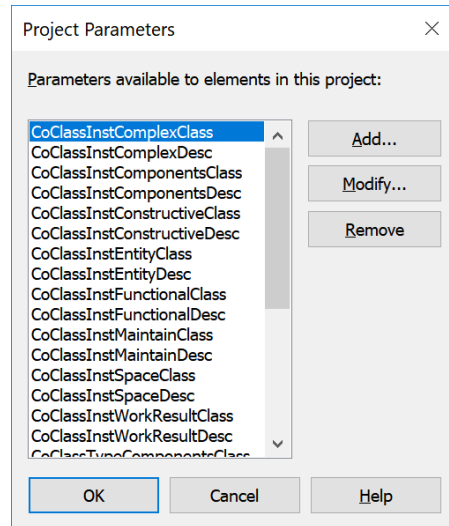 Project Parameters
Parameters available to elements in this project:
CoClassInstComplexClass
CoClassInstComplexDesc
CoClassInstComponentsClass
CoClassInstComponentsDesc
CoClassInstConstructiveClass
CoClassInstConstructiveDesc
CoClassInstEntityClass
CoClassInstEntityDesc
CoClassInstFunctionalClass
CoClassInstFunctionalDesc
CoClassInstMaintainClass
CoClassInstMaintainDesc
CoClassInstSpaceClass
CoClassInstSpaceDesc
CoClassInstWorkResultClass
CoClassInstWorkResultDesc
CoClassTypeComponentsClass
Add...
Modify...
Remove
OK
Cancel
Help